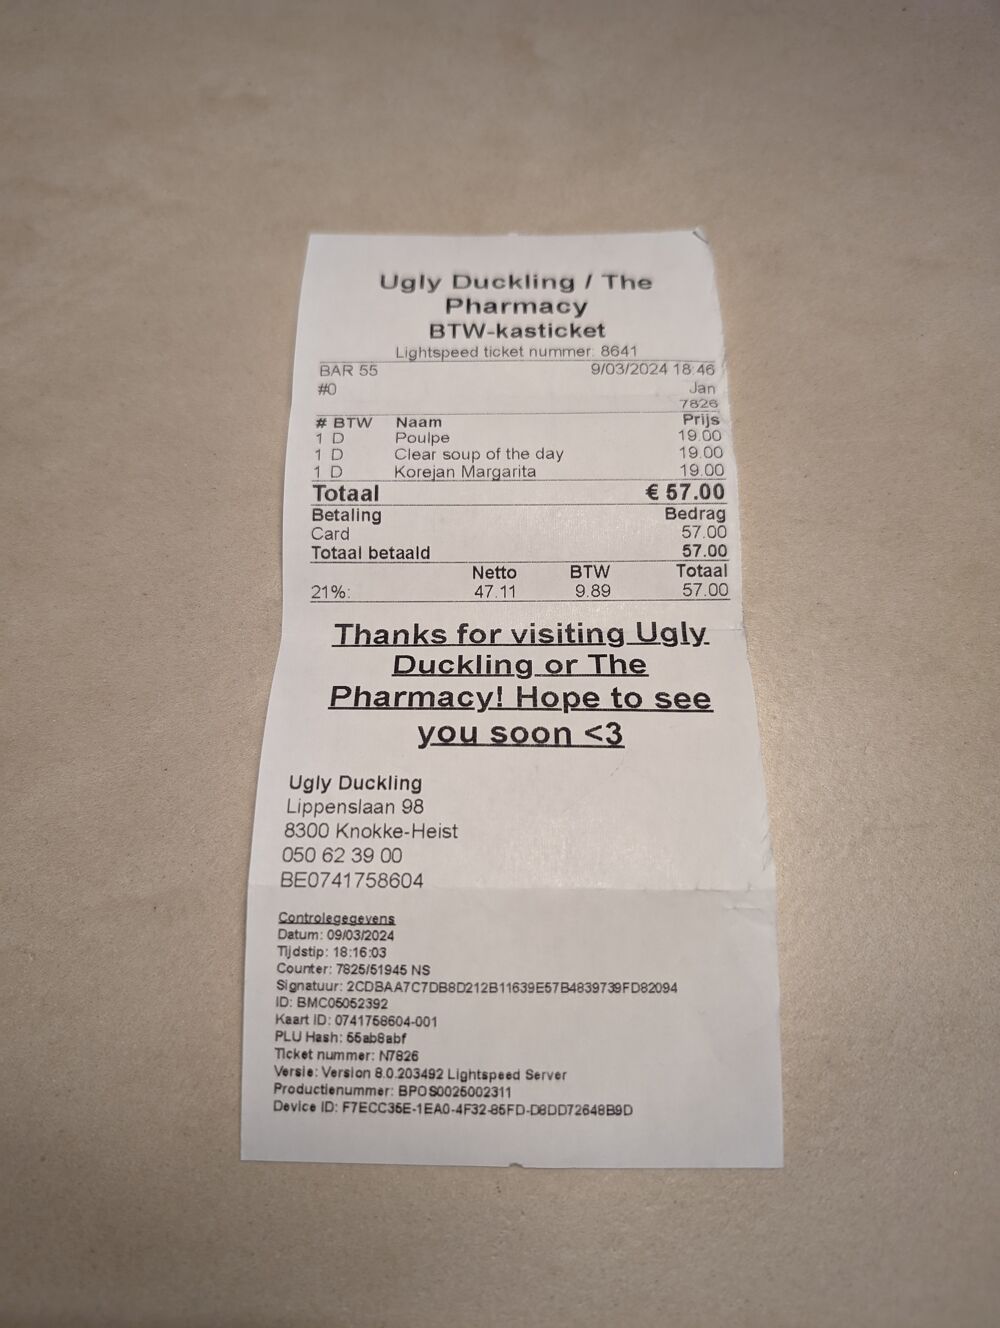 Ugly Duckling / The
Pharmacy
BTW-kasticket
Lightspeed ticket nummer: 8641
BAR 55 9/03/2024 18:46
#0 Jan
7826
# BTW Naam Prijs
1 D Poulpe 19.00
1 D Clear soup of the day 19.00
1 D Korejan Margarita 19.00
Totaal € 57.00
Betaling Bedrag
Card 57.00
Totaal betaald 57.00
Netto BTW Totaal
21%: 47.11 9.89 57.00
Thanks for visiting Ugly
Duckling or The
Pharmacy! Hope to see
you soon <3
Ugly Duckling
Lippenslaan 98
8300 Knokke-Heist
050 62 39 00
BE0741758604
Controlegegevens
Datum: 09/03/2024
Tijdstip: 18:16:03
Counter: 7825/51945 NS
Signatuur: 2CDBAA7C7DB8D212B11639E57B4839739FD82094
ID: BMC05052392
Kaart ID: 0741758604-001
PLU Hash: 55ab8abf
Ticket nummer: N7826
Versie: Version 8.0.203492 Lightspeed Server
Productienummer: BPOS0025002311
Device ID: F7ECC35E-1EA0-4F32-85FD-D8DD72648B9D